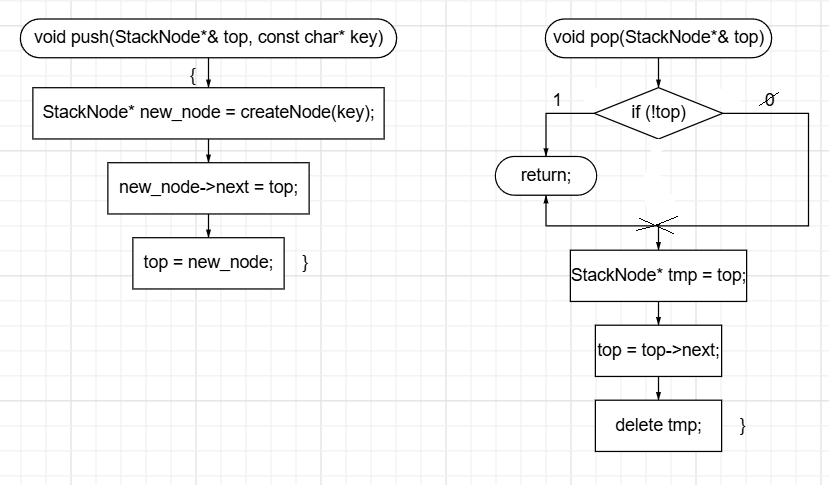 void push(StackNode*& top, const char* key)
{
StackNode* new_node = createNode(key);
new_node->next = top;
top = new_node;
}
void pop(StackNode*& top)
if (!top)
1
0
return;
StackNode* tmp = top;
top = top->next;
delete tmp;
}